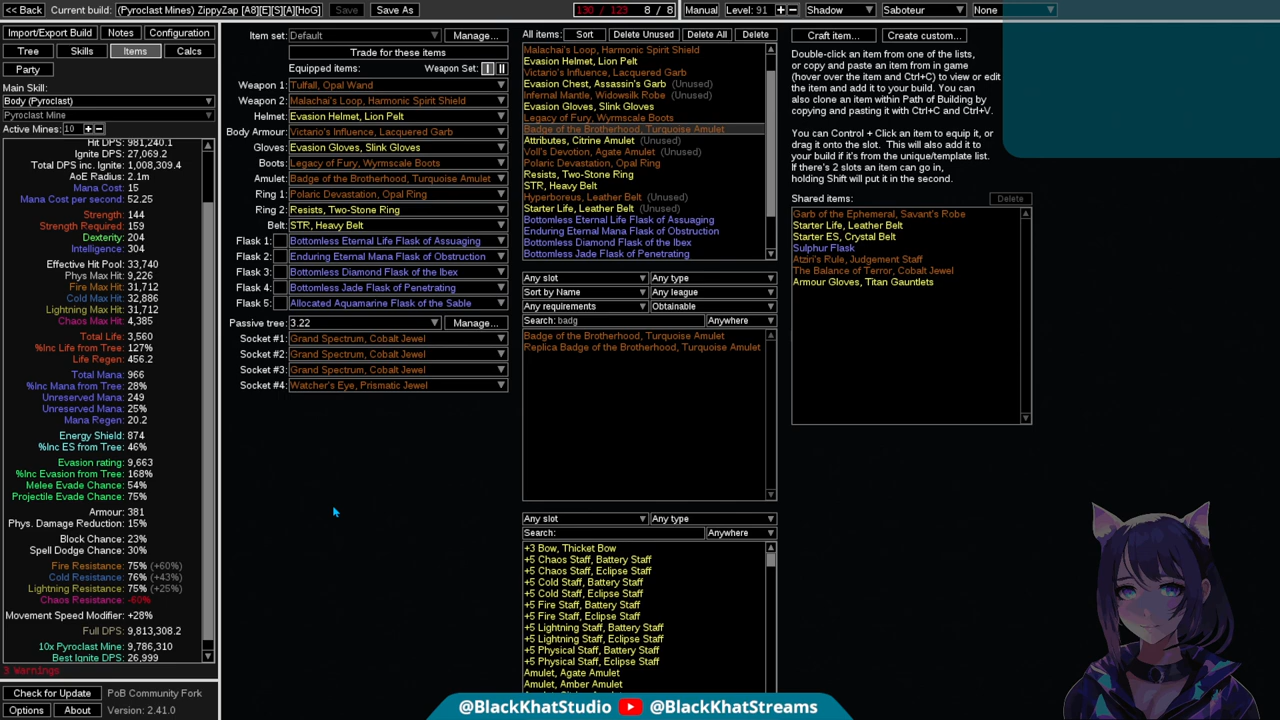 << Back
Current build: (Pyroclast Mines) ZippyZap [A8][E][S][A][HoG]
Save
Save As
130 / 123 8 / 8
Manual
Level: 91
Shadow
Saboteur
None
Import/Export Build
Notes
Configuration
Tree
Skills
Items
Calcs
Party
Main Skill:
Body (Pyroclast)
Pyroclast Mine
Active Mines: 10
Hit DPS: 981,240.1
Ignite DPS: 27,069.2
Total DPS inc. Ignite: 1,008,309.4
AoE Radius: 2.1m
Mana Cost: 15
Mana Cost per second: 52.25
Strength: 144
Strength Required: 159
Dexterity: 204
Intelligence: 304
Effective Hit Pool: 33,740
Phys Max Hit: 9,226
Fire Max Hit: 31,712
Cold Max Hit: 32,886
Lightning Max Hit: 31,712
Chaos Max Hit: 4,385
Total Life: 3,560
%Inc Life from Tree: 127%
Life Regen: 456.2
Total Mana: 966
%Inc Mana from Tree: 28%
Unreserved Mana: 249
Unreserved Mana: 25%
Mana Regen: 20.2
Energy Shield: 874
%Inc ES from Tree: 46%
Evasion rating: 9,663
%Inc Evasion from Tree: 168%
Melee Evade Chance: 54%
Projectile Evade Chance: 75%
Armour: 381
Phys. Damage Reduction: 15%
Block Chance: 23%
Spell Dodge Chance: 30%
Fire Resistance: 75% (+60%)
Cold Resistance: 76% (+43%)
Lightning Resistance: 75% (+25%)
Chaos Resistance: -60%
Movement Speed Modifier: +28%
Full DPS: 9,813,308.2
10x Pyroclast Mine: 9,786,310
Best Ignite DPS: 26,999
3 Warnings
Check for Update
PoB Community Fork
Options
About
Version: 2.41.0
Item set: Default
Manage...
Trade for these items
Equipped items:
Weapon Set: I II
Weapon 1: Tulfall, Opal Wand
Weapon 2: Malachai's Loop, Harmonic Spirit Shield
Helmet: Evasion Helmet, Lion Pelt
Body Armour: Victario's Influence, Lacquered Garb
Gloves: Evasion Gloves, Slink Gloves
Boots: Legacy of Fury, Wyrmscale Boots
Amulet: Badge of the Brotherhood, Turquoise Amulet
Ring 1: Polaric Devastation, Opal Ring
Ring 2: Resists, Two-Stone Ring
Belt: STR, Heavy Belt
Flask 1: Bottomless Eternal Life Flask of Assuaging
Flask 2: Enduring Eternal Mana Flask of Obstruction
Flask 3: Bottomless Diamond Flask of the Ibex
Flask 4: Bottomless Jade Flask of Penetrating
Flask 5: Allocated Aquamarine Flask of the Sable
Passive tree: 3.22
Manage...
Socket #1: Grand Spectrum, Cobalt Jewel
Socket #2: Grand Spectrum, Cobalt Jewel
Socket #3: Grand Spectrum, Cobalt Jewel
Socket #4: Watcher's Eye, Prismatic Jewel
All items:
Sort
Delete Unused
Delete All
Delete
Malachai's Loop, Harmonic Spirit Shield
Evasion Helmet, Lion Pelt
Victario's Influence, Lacquered Garb
Evasion Chest, Assassin's Garb (Unused)
Infernal Mantle, Widowsilk Robe (Unused)
Evasion Gloves, Slink Gloves
Legacy of Fury, Wyrmscale Boots
Badge of the Brotherhood, Turquoise Amulet
Attributes, Citrine Amulet (Unused)
Voll's Devotion, Agate Amulet (Unused)
Polaric Devastation, Opal Ring
Resists, Two-Stone Ring
STR, Heavy Belt
Hyperboreus, Leather Belt (Unused)
Starter Life, Leather Belt (Unused)
Bottomless Eternal Life Flask of Assuaging
Enduring Eternal Mana Flask of Obstruction
Bottomless Diamond Flask of the Ibex
Bottomless Jade Flask of Penetrating
Any slot
Any type
Sort by Name
Any league
Any requirements
Obtainable
Search: badg
Anywhere
Badge of the Brotherhood, Turquoise Amulet
Replica Badge of the Brotherhood, Turquoise Amulet
Any slot
Any type
Search:
Anywhere
+3 Bow, Thicket Bow
+5 Chaos Staff, Battery Staff
+5 Chaos Staff, Eclipse Staff
+5 Cold Staff, Battery Staff
+5 Cold Staff, Eclipse Staff
+5 Fire Staff, Battery Staff
+5 Fire Staff, Eclipse Staff
+5 Lightning Staff, Battery Staff
+5 Lightning Staff, Eclipse Staff
+5 Physical Staff, Battery Staff
+5 Physical Staff, Eclipse Staff
Amulet, Agate Amulet
Amulet, Amber Amulet
Craft item...
Create custom...
Double-click an item from one of the lists,
or copy and paste an item from in game
(hover over the item and Ctrl+C) to view or edit
the item and add it to your build. You can
also clone an item within Path of Building by
copying and pasting it with Ctrl+C and Ctrl+V.
You can Control + Click an item to equip it, or
drag it onto the slot. This will also add it to
your build if it's from the unique/template list.
If there's 2 slots an item can go in,
holding Shift will put it in the second.
Shared items:
Delete
Garb of the Ephemeral, Savant's Robe
Starter Life, Leather Belt
Starter ES, Crystal Belt
Sulphur Flask
Atziri's Rule, Judgement Staff
The Balance of Terror, Cobalt Jewel
Armour Gloves, Titan Gauntlets
@BlackKhatStudio
@BlackKhatStreams